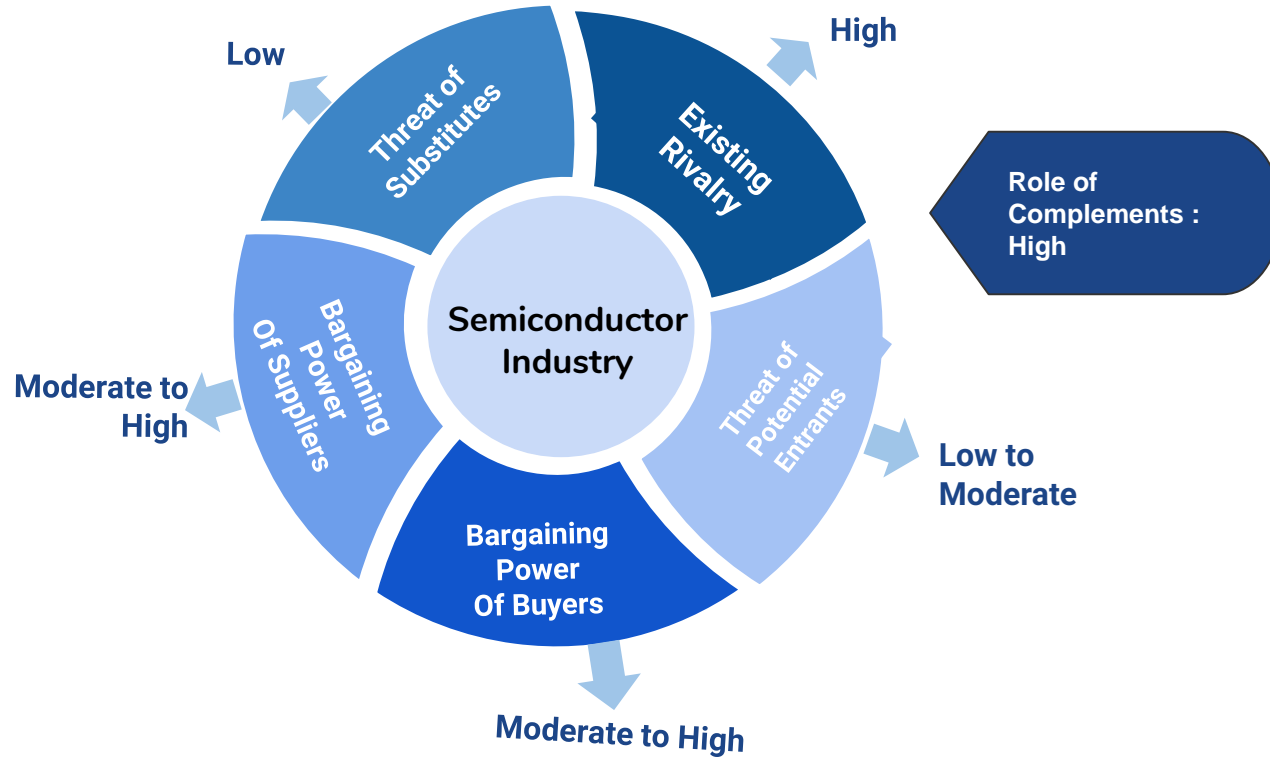 Low
High
Threat of
Substitutes
Existing
Rivalry
Role of
Complements :
High
Semiconductor
Industry
Bargaining
Power
Of Suppliers
Moderate to
High
Threat of
Potential
Entrants
Low to
Moderate
Bargaining
Power
Of Buyers
Moderate to High